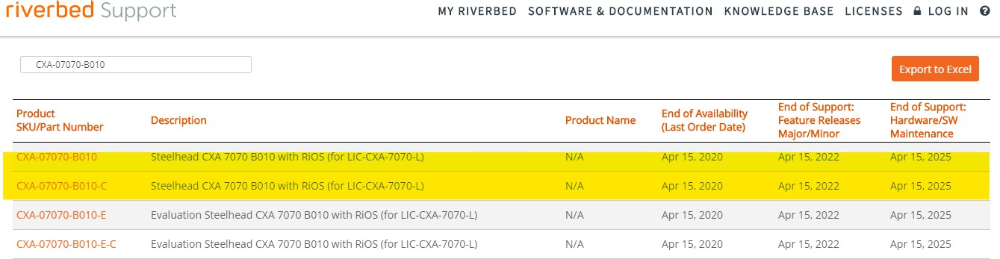 riverbed Support
MY RIVERBED SOFTWARE & DOCUMENTATION KNOWLEDGE BASE LICENSES LOG IN ?
CXA-07070-B010
Export to Excel
Product SKU/Part Number Description Product Name End of Availability (Last Order Date) End of Support: Feature Releases Major/Minor End of Support: Hardware/SW Maintenance
CXA-07070-B010 Steelhead CXA 7070 B010 with RiOS (for LIC-CXA-7070-L) N/A Apr 15, 2020 Apr 15, 2022 Apr 15, 2025
CXA-07070-B010-C Steelhead CXA 7070 B010 with RiOS (for LIC-CXA-7070-L) N/A Apr 15, 2020 Apr 15, 2022 Apr 15, 2025
CXA-07070-B010-E Evaluation Steelhead CXA 7070 B010 with RiOS (for LIC-CXA-7070-L) N/A Apr 15, 2020 Apr 15, 2022 Apr 15, 2025
CXA-07070-B010-E-C Evaluation Steelhead CXA 7070 B010 with RiOS (for LIC-CXA-7070-L) N/A Apr 15, 2020 Apr 15, 2022 Apr 15, 2025